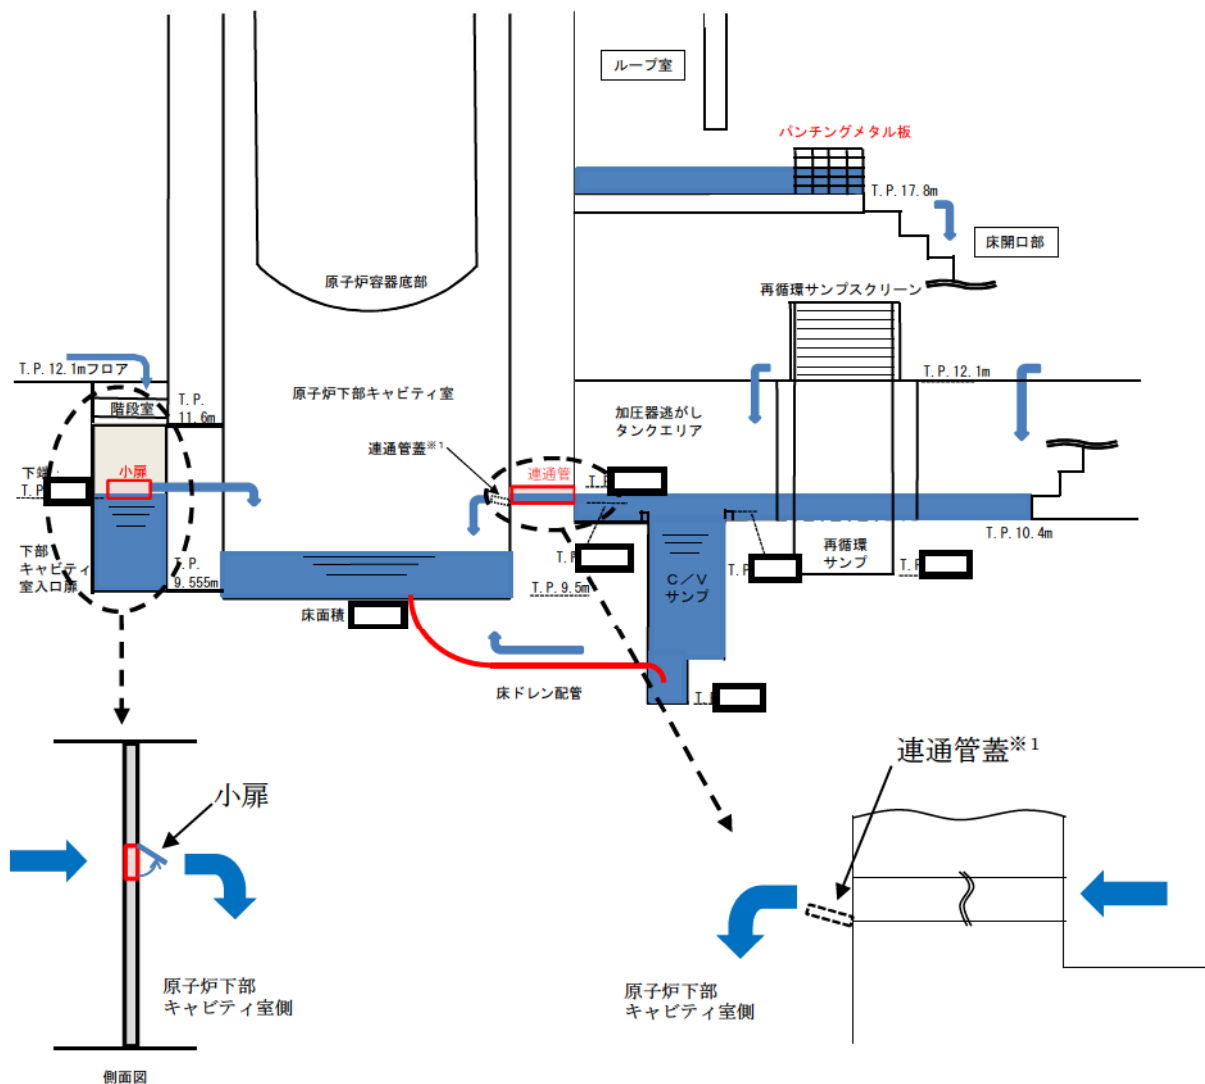 ループ室
パンチングメタル板
T.P.17.8m
床開口部
原子炉容器底部
再循環サンプスクリーン
T.P.12.1mフロア
T.P.12.1m
階段室
T.P.
11.6m
原子炉下部キャビティ室
加圧器逃がし
タンクエリア
連通管蓋※1
連通管
下端:
小扉
T.P
T.P
T.P.10.4m
下部
キャビティ
室入口扉
T.P.
9.555m
T.P
T.P.9.5m
C/V
サンプ
T.P
再循環
サンプ
T.P
床面積
床ドレン配管
T.P
小扉
連通管蓋※1
原子炉下部
キャビティ室側
原子炉下部
キャビティ室側
側面図